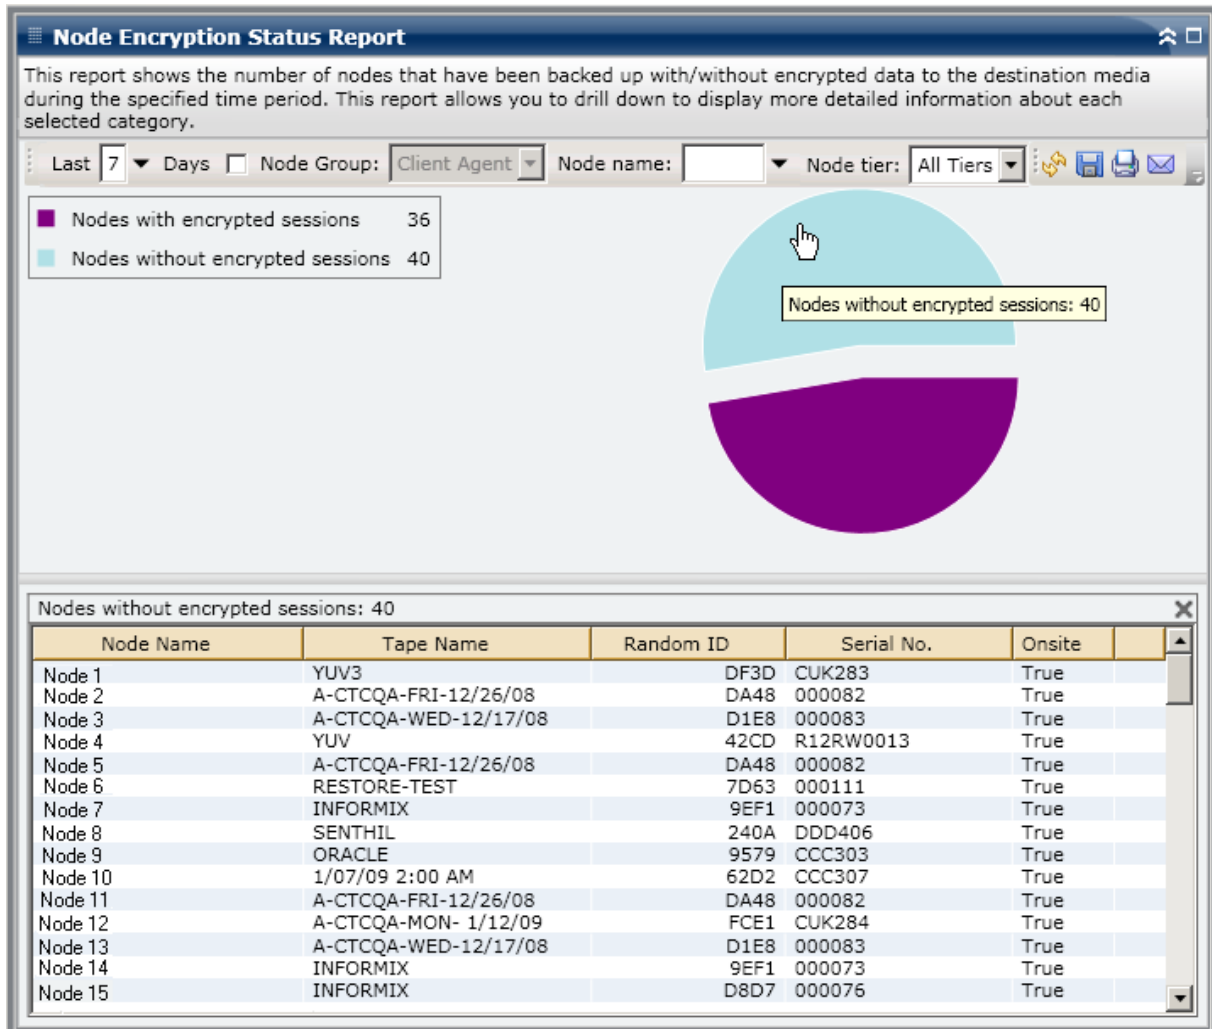 Node Encryption Status Report
This report shows the number of nodes that have been backed up with/without encrypted data to the destination media
during the specified time period. This report allows you to drill down to display more detailed information about each
selected category.
Last 7 Days Node Group: Client Agent Node name: Node tier: All Tiers
Nodes with encrypted sessions 36
Nodes without encrypted sessions 40
Nodes without encrypted sessions: 40
Nodes without encrypted sessions: 40
Node Name Tape Name Random ID Serial No. Onsite
Node 1 YUV3 DF3D CUK283 True
Node 2 A-CTCQA-FRI-12/26/08 DA48 000082 True
Node 3 A-CTCQA-WED-12/17/08 D1E8 000083 True
Node 4 YUV 42CD R12RW0013 True
Node 5 A-CTCQA-FRI-12/26/08 DA48 000082 True
Node 6 RESTORE-TEST 7D63 000111 True
Node 7 INFORMIX 9EF1 000073 True
Node 8 SENTHIL 240A DDD406 True
Node 9 ORACLE 9579 CCC303 True
Node 10 1/07/09 2:00 AM 62D2 CCC307 True
Node 11 A-CTCQA-FRI-12/26/08 DA48 000082 True
Node 12 A-CTCQA-MON- 1/12/09 FCE1 CUK284 True
Node 13 A-CTCQA-WED-12/17/08 D1E8 000083 True
Node 14 INFORMIX 9EF1 000073 True
Node 15 INFORMIX D8D7 000076 True